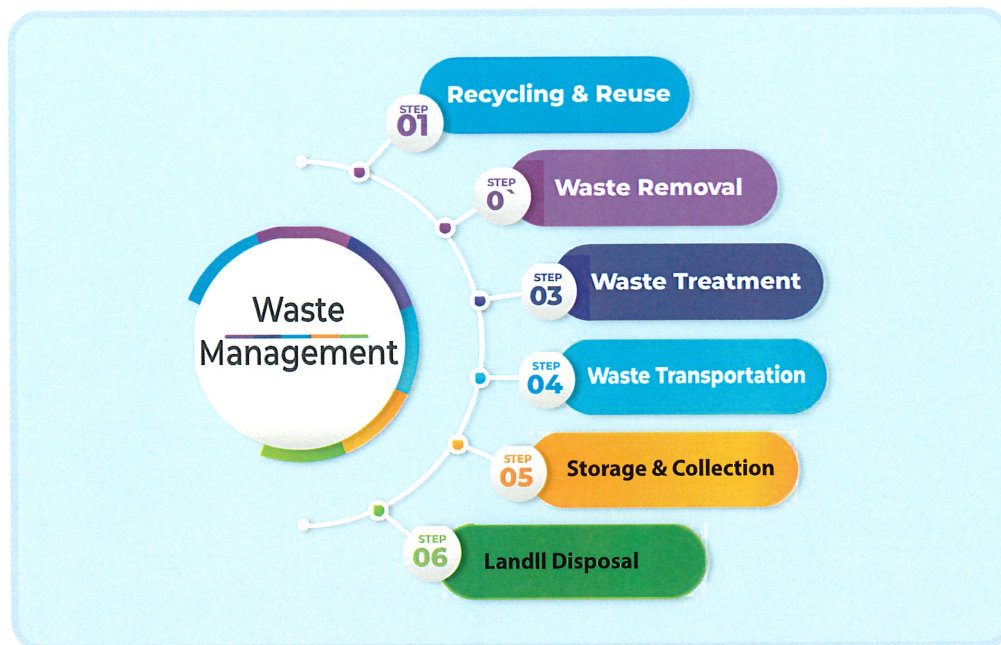 STEP
01
Recycling & Reuse
STEP
Waste Removal
STEP
03
Waste Treatment
Waste
Management
STEP
04
Waste Transportation
STEP
05
Storage & Collection
STEP
06
Landll Disposal